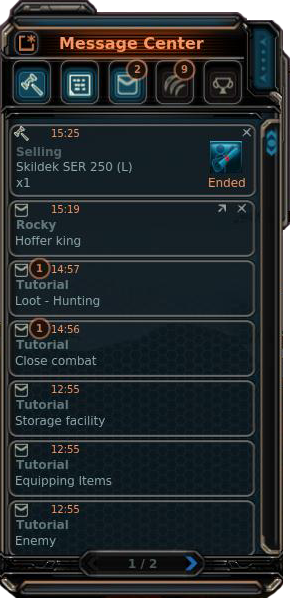 Message Center
2
9
15:25
Selling
Skildek SER 250 (L)
x1
Ended
15:19
Rocky
Hoffer king
1 14:57
Tutorial
Loot - Hunting
1 14:56
Tutorial
Close combat
12:55
Tutorial
Storage facility
12:55
Tutorial
Equipping Items
12:55
Tutorial
Enemy
1 / 2